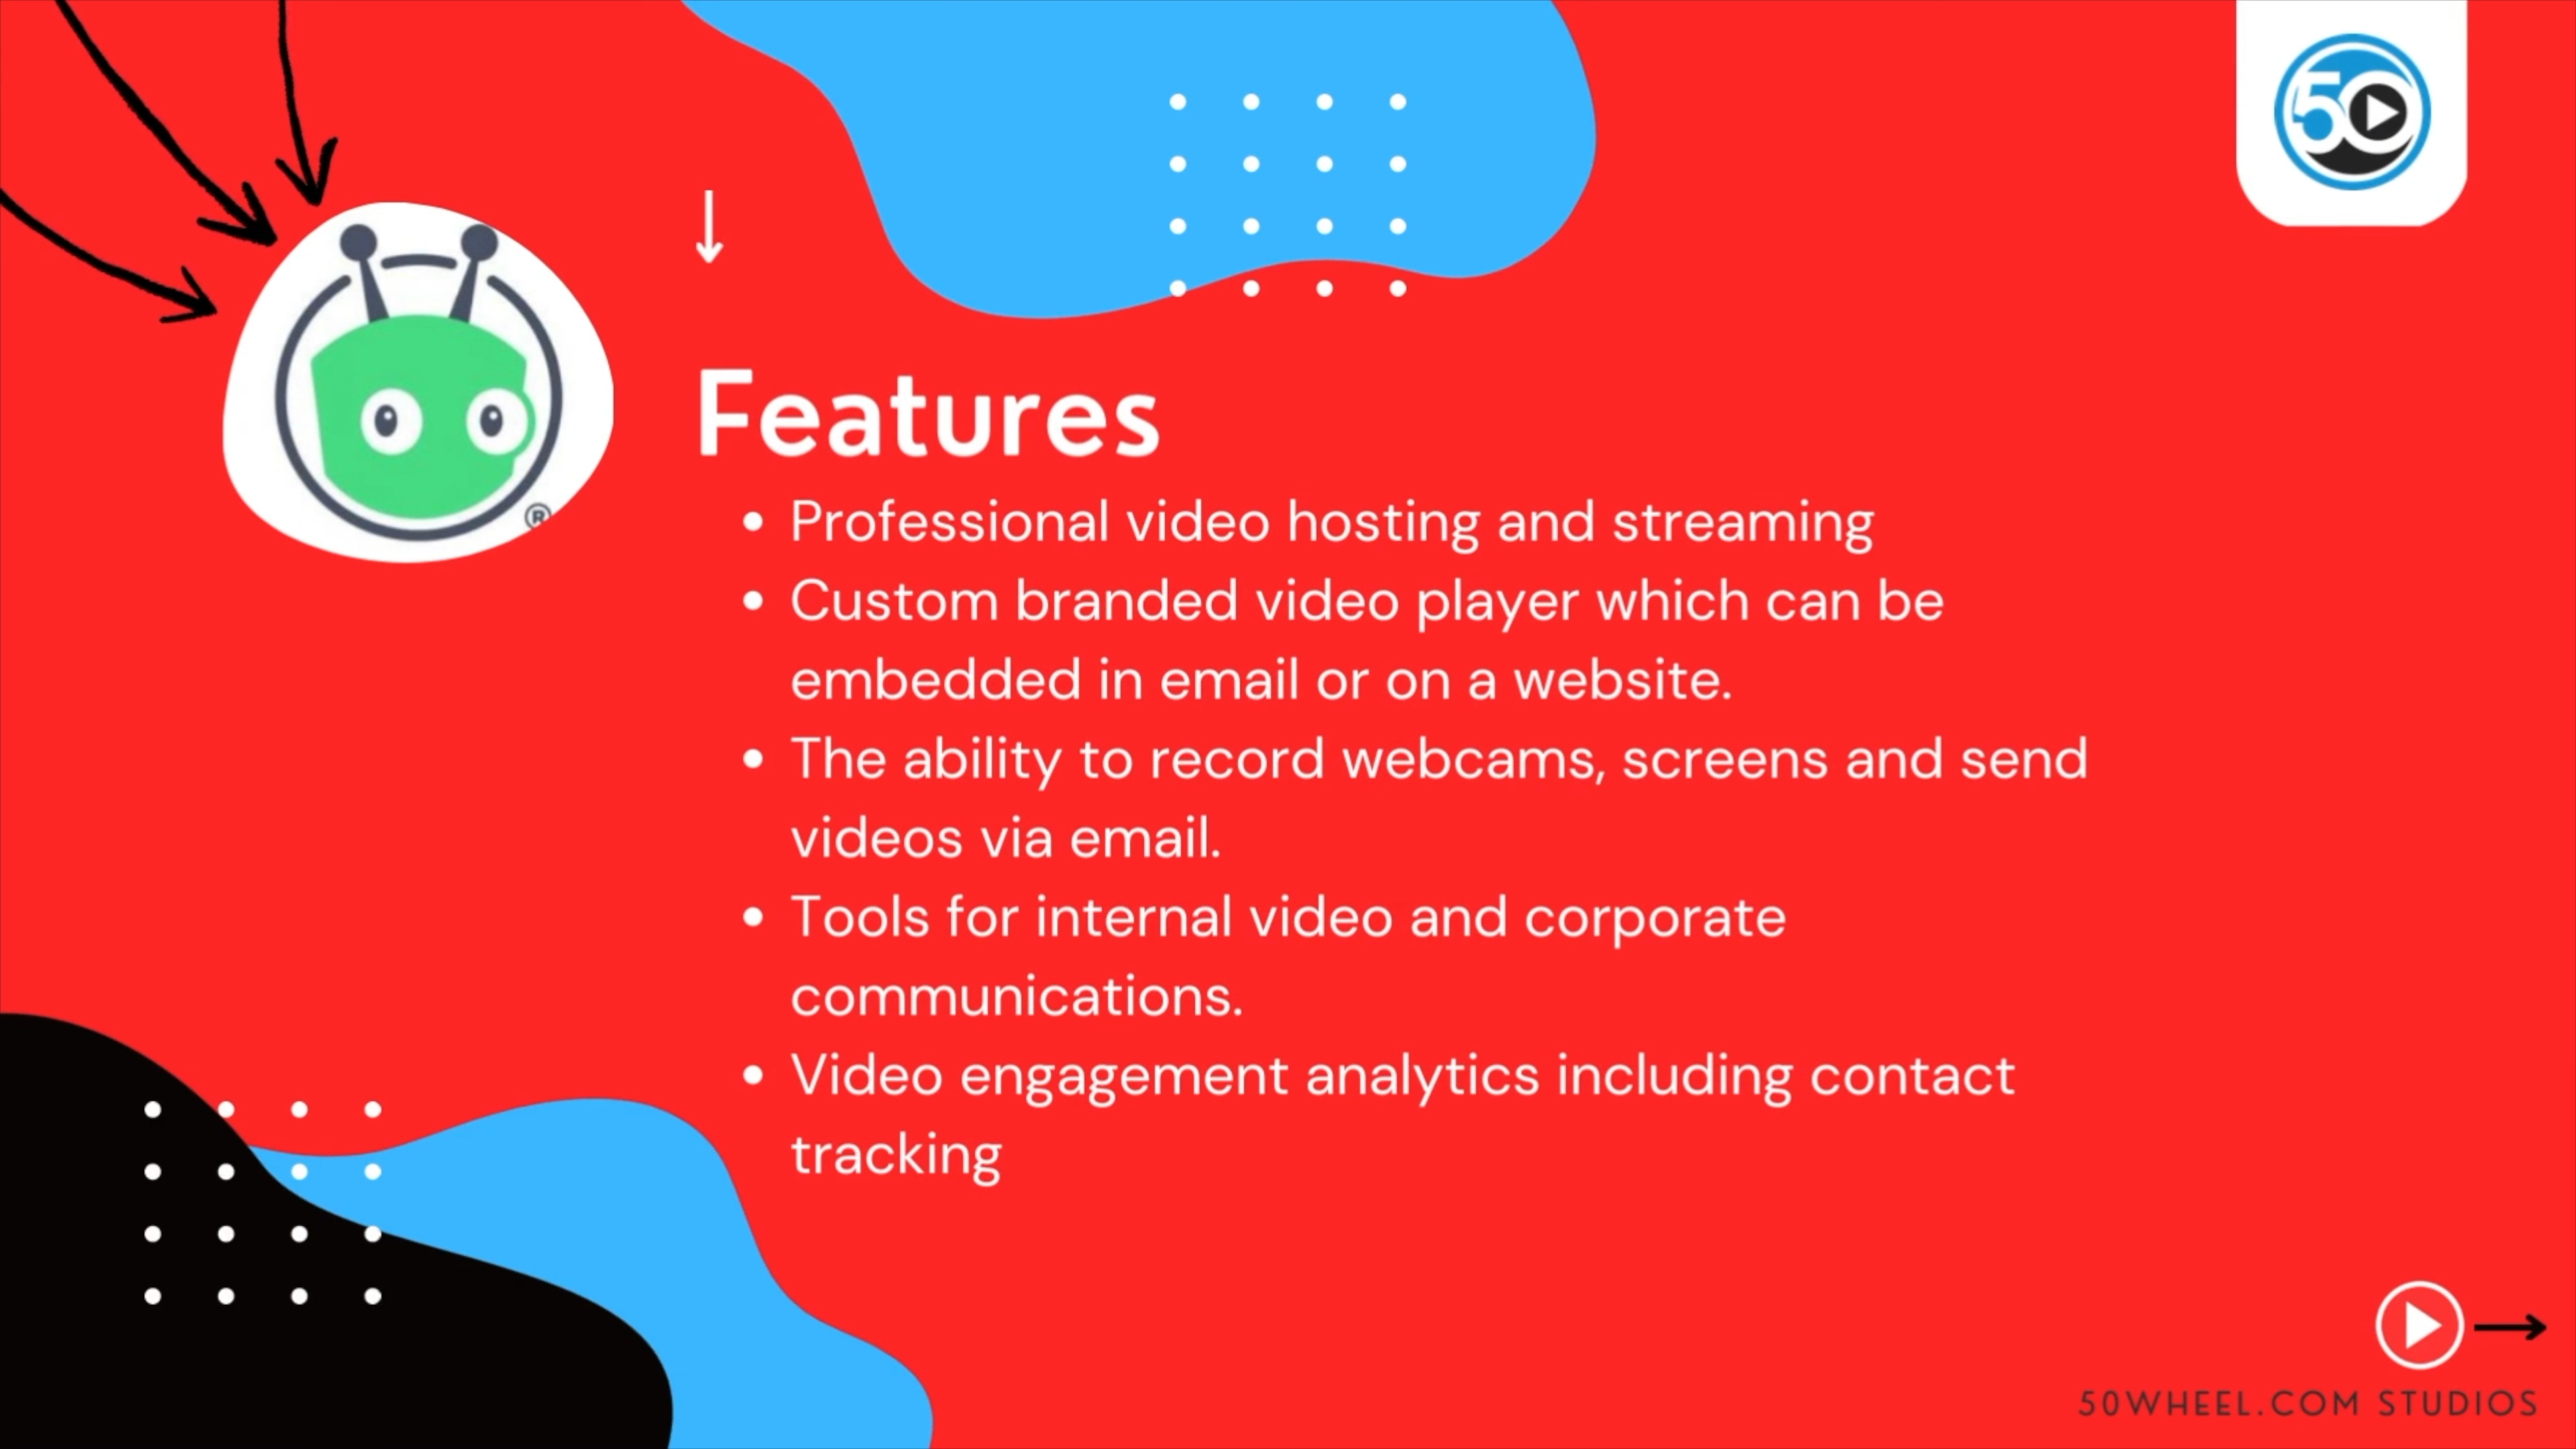 50
®
Features
• Professional video hosting and streaming
• Custom branded video player which can be
embedded in email or on a website.
• The ability to record webcams, screens and send
videos via email.
• Tools for internal video and corporate
communications.
• Video engagement analytics including contact
tracking
50WHEEL.COM STUDIOS